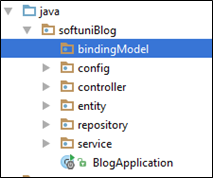 java
softuniBlog
bindingModel
config
controller
entity
repository
service
BlogApplication